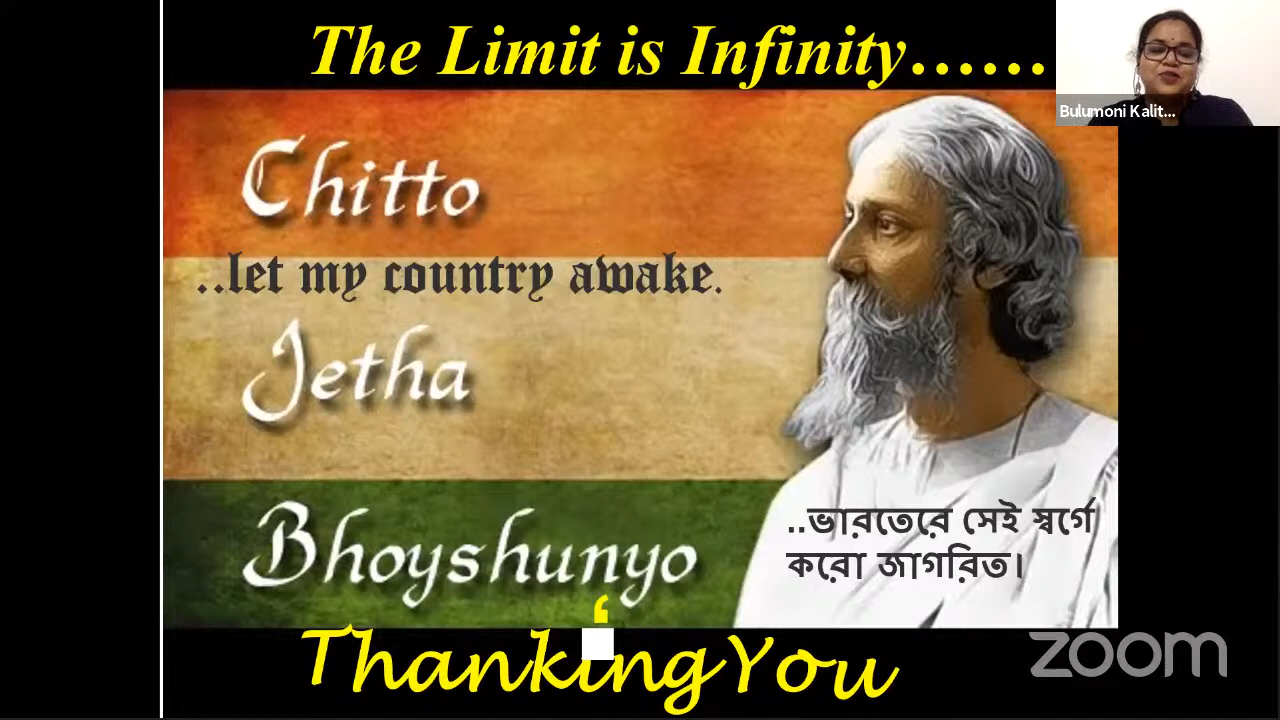 The Limit is Infinity......
Bulumoni Kalit...
Chitto
..let my country awake.
Jetha
Bhoyshunyo
..ভারতেরে সেই স্বর্গে
করো জাগরিত।
‘
ThankingYou
zoom